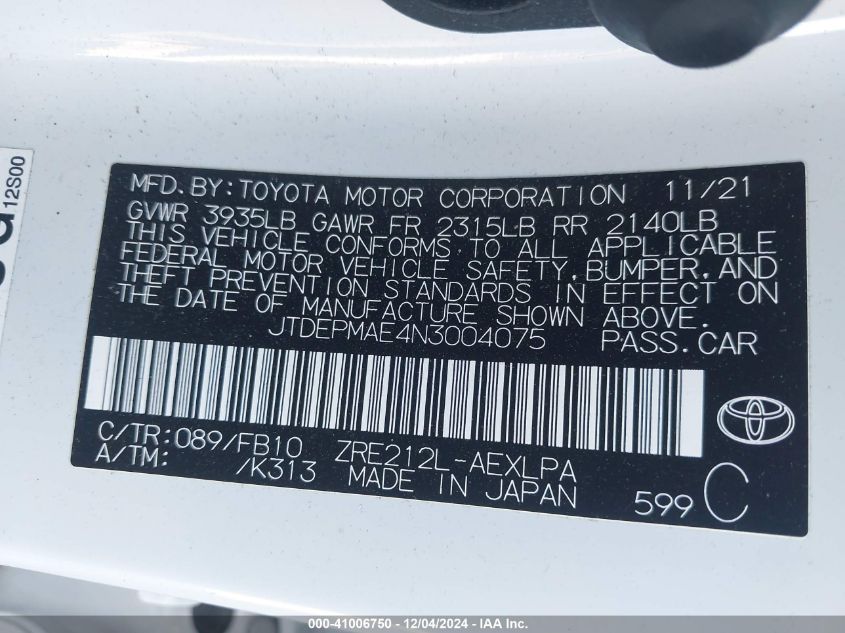 12S00
MFD.BY:TOYOTA MOTOR CORPORATION 11/21
GVWR 3935LB GAWR FR 2315LB RR 2140LB
THIS VEHICLE CONFORMS TO ALL APPLICABLE
FEDERAL MOTOR VEHICLE SAFETY,BUMPER,AND
THEFT PREVENTION STANDARDS IN EFFECT ON
THE DATE OF MANUFACTURE SHOWN ABOVE.
JTDEPMAE4N3004075 PASS.CAR
C/TR:089/FB10 ZRE212L-AEXLPA
A/TM: /K313 MADE IN JAPAN 599 C
000-41006750 - 12/04/2024 - IAA Inc.